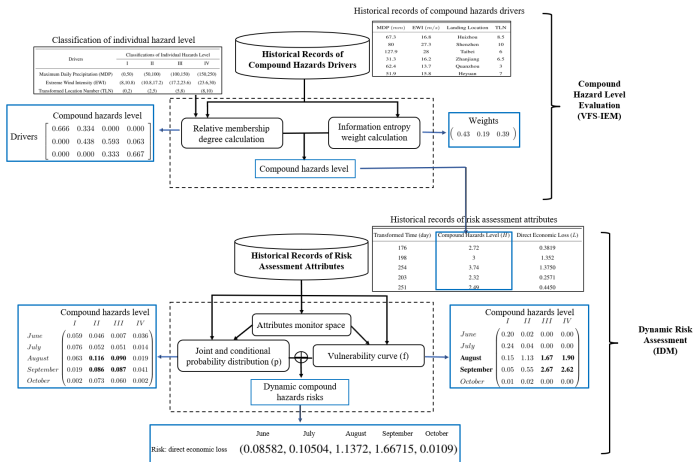 Classification of individual hazard level
Drivers
Classifications of Individual Hazards Level
I II III IV
Maximum Daily Precipitation (MDP) (0,50) (50,100) (100,150) (150,250)
Extreme Wind Intensity (EWI) (8,10.8) (10.8,17.2) (17.2,23.6) (23.6,50)
Transformed Location Number (TLN) (0,2) (2,5) (5,8) (8,10)
Historical Records of
Compound Hazards Drivers
Historical records of compound hazards drivers
MDP (mm) EWI (m/s) Landing Location TLN
67.3 16.8 Huizhou 8.5
80 27.3 Shenzhen 10
127.9 28 Taibei 6
31.3 16.2 Zhanjiang 6.5
62.4 13.7 Quanzhou 3
51.9 15.8 Heyuan 7
Compound
Hazard Level
Evaluation
(VFS-IEM)
Compound hazard level
Drivers
0.666 0.334 0.000 0.000
0.000 0.438 0.593 0.063
0.000 0.000 0.333 0.667
Relative membership
degree calculation
Information entropy
weight calculation
Weights
( 0.43 0.19 0.39 )
Compound hazards level
Historical records of risk assessment attributes
Transformed Time (day) Compound Hazards Level (H) Direct Economic Loss (L)
176 2.72 0.3819
198 3 1.352
254 3.74 1.3750
203 2.32 0.2571
251 2.49 0.4450
Historical Records of Risk
Assessment Attributes
Attributes monitor space
Joint and conditional
probability distribution (p)
Vulnerability curve (f)
Dynamic compound
hazards risks
Compound hazard level
I II III IV
June 0.059 0.046 0.007 0.036
July 0.076 0.052 0.051 0.014
August 0.063 0.116 0.090 0.019
September 0.019 0.086 0.087 0.041
October 0.002 0.073 0.060 0.002
Compound hazard level
I II III IV
June 0.20 0.02 0.00 0.00
July 0.24 0.04 0.00 0.00
August 0.15 1.13 1.67 1.90
September 0.05 0.55 2.67 2.62
October 0.01 0.02 0.00 0.00
Dynamic Risk
Assessment
(IDM)
June July August September October
Risk: direct economic loss (0.08582, 0.10504, 1.1372, 1.66715, 0.0109)